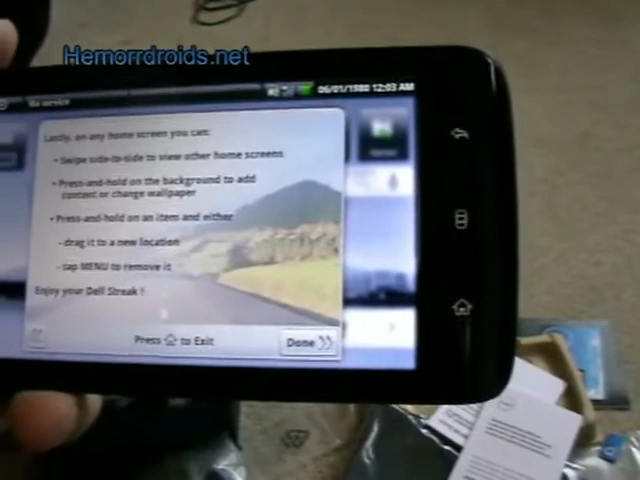 Hemorrdroids.net
No service
06/01/1980 12:03 AM
Lastly, on any home screen you can:
• Swipe side-to-side to view other home screens
• Press-and-hold on the background to add
content or change wallpaper
• Press-and-hold on an item and either
- drag it to a new location
- tap MENU to remove it
Enjoy your Dell Streak !
Press to Exit
Done